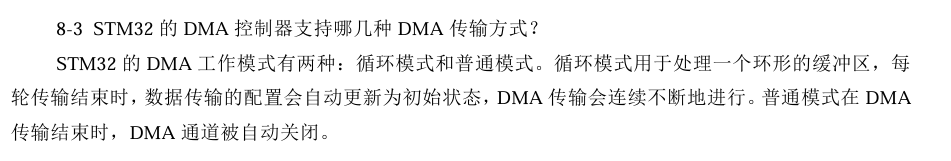 8-3 STM32 的 DMA 控制器支持哪几种 DMA 传输方式？
STM32 的 DMA 工作模式有两种：循环模式和普通模式。循环模式用于处理一个环形的缓冲区，每
轮传输结束时，数据传输的配置会自动更新为初始状态，DMA 传输会连续不断地进行。普通模式在 DMA
传输结束时，DMA 通道被自动关闭。